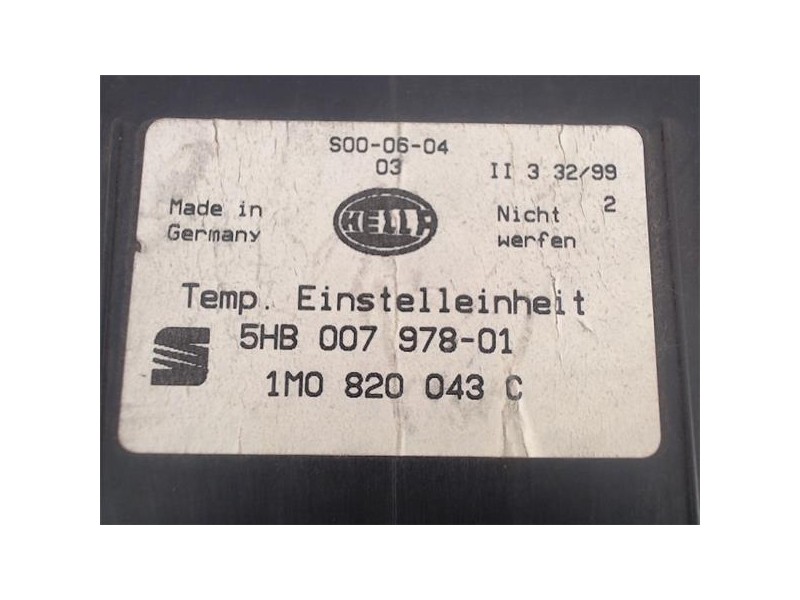 S00-06-04
03
II 3 32/99
2
Made in
Germany
HELLA
Nicht
werfen
Temp. Einstelleinheit
5HB 007 978-01
1M0 820 043 C